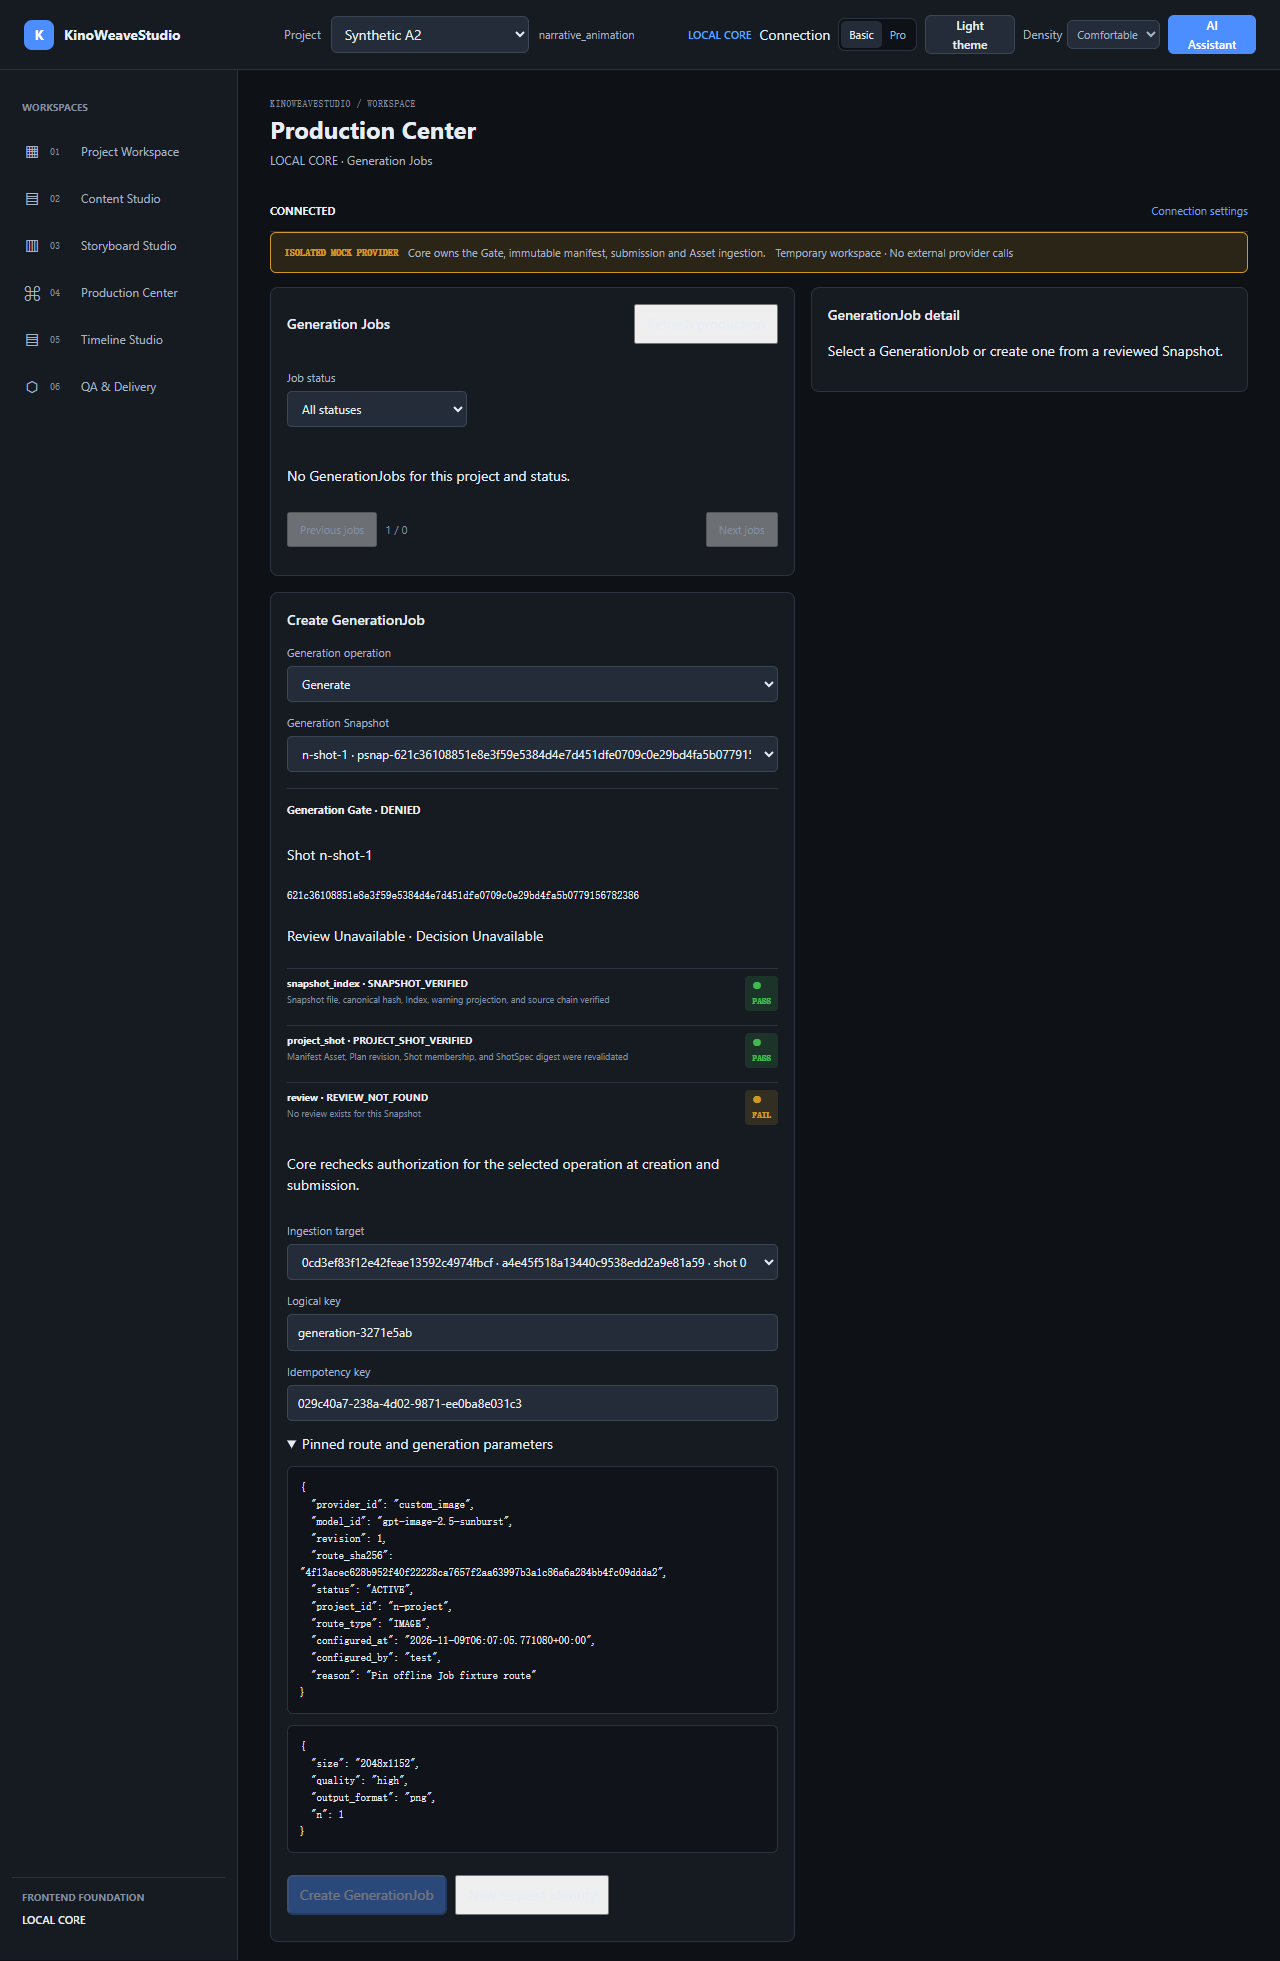 K KinoWeaveStudio
Project Synthetic A2 narrative_animation LOCAL CORE Connection Basic Pro Light theme Density Comfortable AI Assistant
WORKSPACES
01 Project Workspace
02 Content Studio
03 Storyboard Studio
04 Production Center
05 Timeline Studio
06 QA & Delivery
FRONTEND FOUNDATION
LOCAL CORE
KINOWEAVESTUDIO / WORKSPACE
Production Center
LOCAL CORE · Generation Jobs
CONNECTED
Connection settings
ISOLATED MOCK PROVIDER Core owns the Gate, immutable manifest, submission and Asset ingestion. Temporary workspace · No external provider calls
Generation Jobs
Job status
All statuses
No GenerationJobs for this project and status.
Previous jobs 1 / 0 Next jobs
GenerationJob detail
Select a GenerationJob or create one from a reviewed Snapshot.
Create GenerationJob
Generation operation
Generate
Generation Snapshot
n-shot-1 · psnap-621c36108851e8e3f59e5384d4e7d451dfe0709c0e29bd4fa5b077915
Generation Gate · DENIED
Shot n-shot-1
621c36108851e8e3f59e5384d4e7d451dfe0709c0e29bd4fa5b0779156782386
Review Unavailable · Decision Unavailable
snapshot_index · SNAPSHOT_VERIFIED
Snapshot file, canonical hash, Index, warning projection, and source chain verified
PASS
project_shot · PROJECT_SHOT_VERIFIED
Manifest Asset, Plan revision, Shot membership, and ShotSpec digest were revalidated
PASS
review · REVIEW_NOT_FOUND
No review exists for this Snapshot
FAIL
Core rechecks authorization for the selected operation at creation and
submission.
Ingestion target
0cd3ef83f12e42feae13592c4974fbcf · a4e45f518a13440c9538edd2a9e81a59 · shot 0
Logical key
generation-3271e5ab
Idempotency key
029c40a7-238a-4d02-9871-ee0ba8e031c3
▼ Pinned route and generation parameters
{
"provider_id": "custom_image",
"model_id": "gpt-image-2.5-sunburst",
"revision": 1,
"route_sha256":
"4f13acec628b952f40f22228ca7657f2aa63997b3a1c86a6a284bb4fc09ddda2",
"status": "ACTIVE",
"project_id": "n-project",
"route_type": "IMAGE",
"configured_at": "2026-11-09T06:07:05.771080+00:00",
"configured_by": "test",
"reason": "Pin offline Job fixture route"
}
{
"size": "2048x1152",
"quality": "high",
"output_format": "png",
"n": 1
}
Create GenerationJob